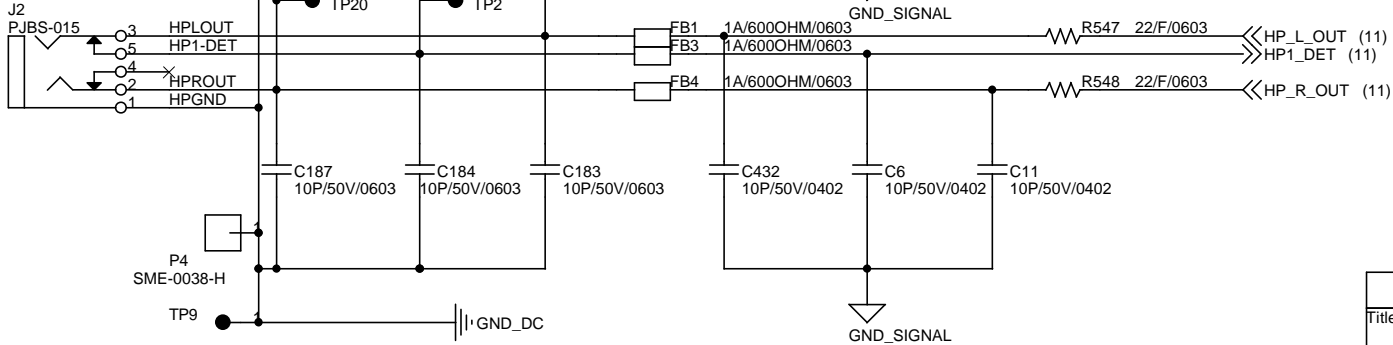 TP20
TP2
GND_SIGNAL
J2
PJBS-015
3
HPLOUT
FB1
1A/600OHM/0603
R547
22/F/0603
HP_L_OUT (11)
5
HP1-DET
FB3
1A/600OHM/0603
HP1_DET (11)
4
2
HPROUT
FB4
1A/600OHM/0603
R548
22/F/0603
HP_R_OUT (11)
1
HPGND
C187
10P/50V/0603
C184
10P/50V/0603
C183
10P/50V/0603
C432
10P/50V/0402
C6
10P/50V/0402
C11
10P/50V/0402
1
P4
SME-0038-H
TP9
1
GND_DC
GND_SIGNAL
Title